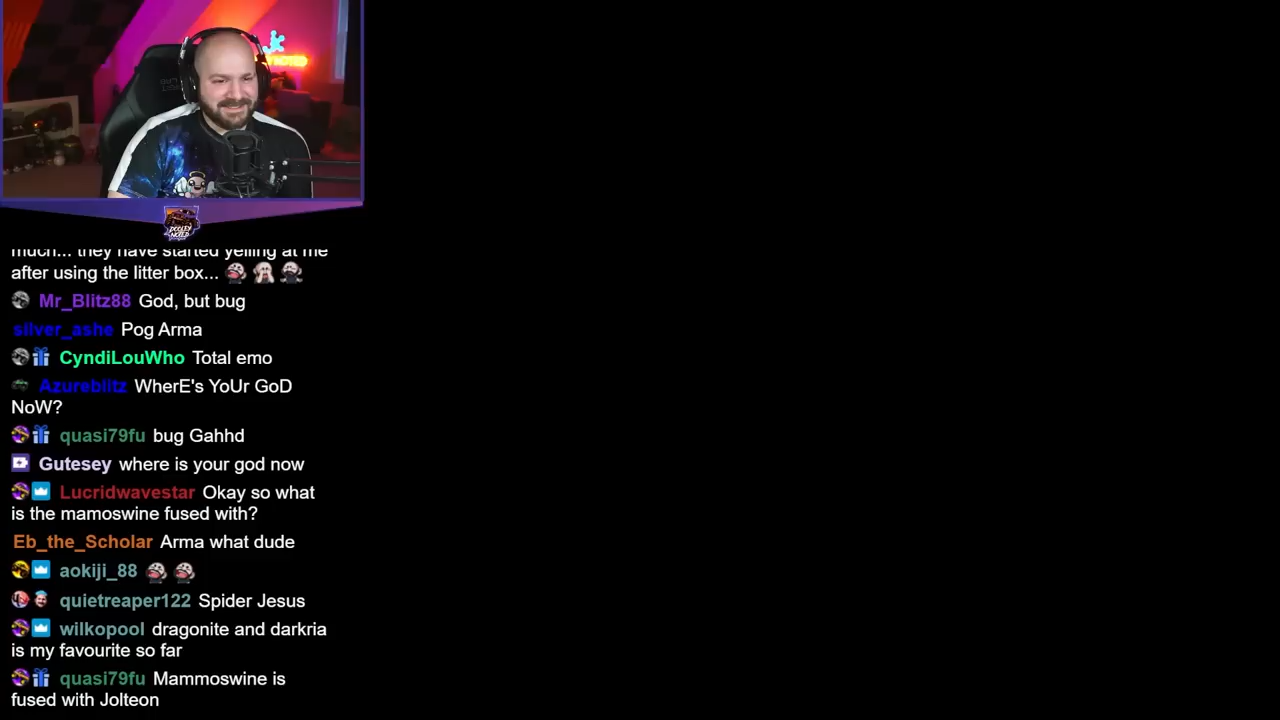 DOOLEY
NOTED
much... they have started yelling at me
after using the litter box...
Mr_Blitz88 God, but bug
silver_ashe Pog Arma
CyndiLouWho Total emo
Azureblitz WherE's YoUr GoD
NoW?
quasi79fu bug Gahhd
Gutesey where is your god now
Lucridwavestar Okay so what
is the mamoswine fused with?
Eb_the_Scholar Arma what dude
aokiji_88
quietreaper122 Spider Jesus
wilkopool dragonite and darkria
is my favourite so far
quasi79fu Mammoswine is
fused with Jolteon